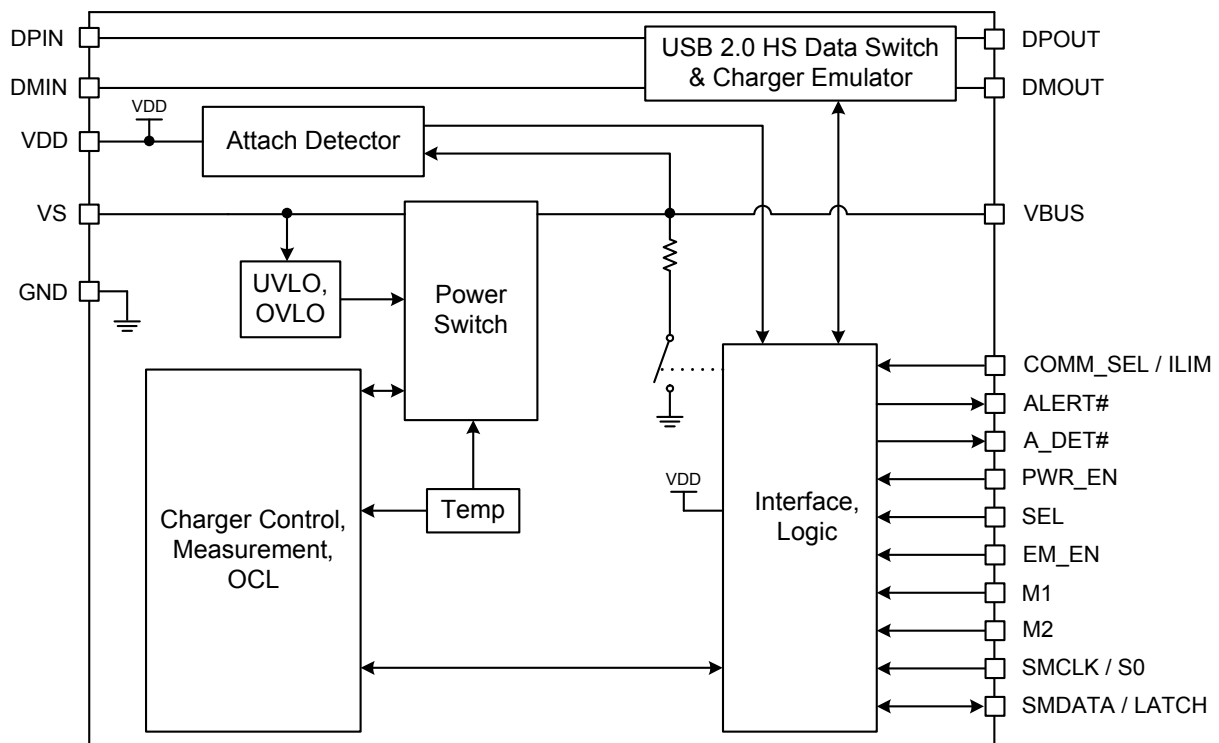 DPIN
DMIN
VDD
VDD
VS
GND
USB 2.0 HS Data Switch
& Charger Emulator
Attach Detector
UVLO,
OVLO
Power
Switch
Charger Control,
Measurement,
OCL
Temp
VDD
Interface,
Logic
DPOUT
DMOUT
VBUS
COMM_SEL / ILIM
ALERT#
A_DET#
PWR_EN
SEL
EM_EN
M1
M2
SMCLK / S0
SMDATA / LATCH